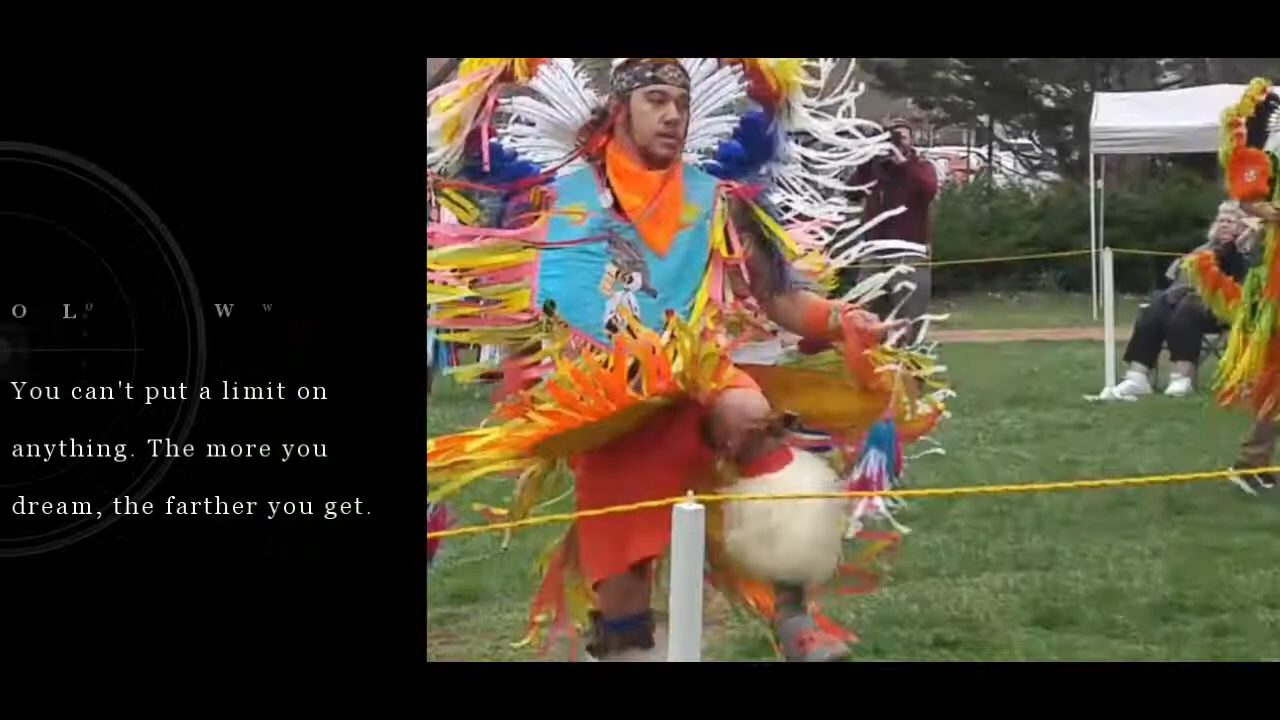 O L O W W
You can't put a limit on
anything. The more you
dream, the farther you get.